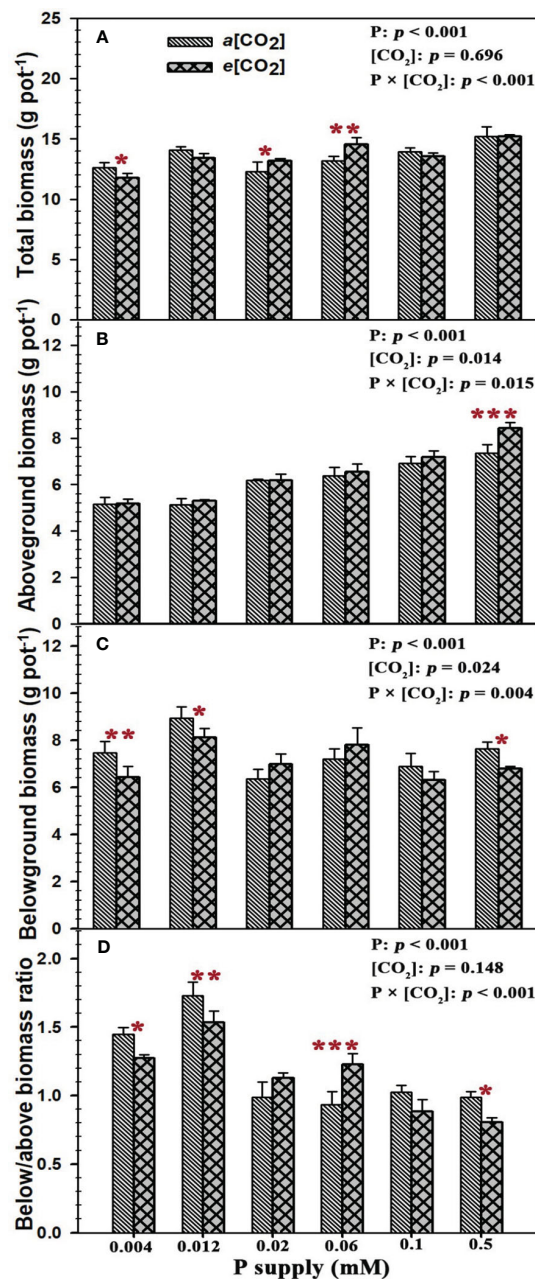 A
a[CO₂]
e[CO₂]
P: p < 0.001
[CO₂]: p = 0.696
P × [CO₂]: p < 0.001
Total biomass (g pot⁻¹)
25
20
15
10
5
0
*
*
**
B
P: p < 0.001
[CO₂]: p = 0.014
P × [CO₂]: p = 0.015
Aboveground biomass (g pot⁻¹)
12
10
8
6
4
2
0
***
C
P: p < 0.001
[CO₂]: p = 0.024
P × [CO₂]: p = 0.004
Belowground biomass (g pot⁻¹)
12
10
8
6
4
2
0
**
*
*
D
P: p < 0.001
[CO₂]: p = 0.148
P × [CO₂]: p < 0.001
Below/above biomass ratio
2.0
1.5
1.0
0.5
0.0
*
**
***
*
0.004 0.012 0.02 0.06 0.1 0.5
P supply (mM)